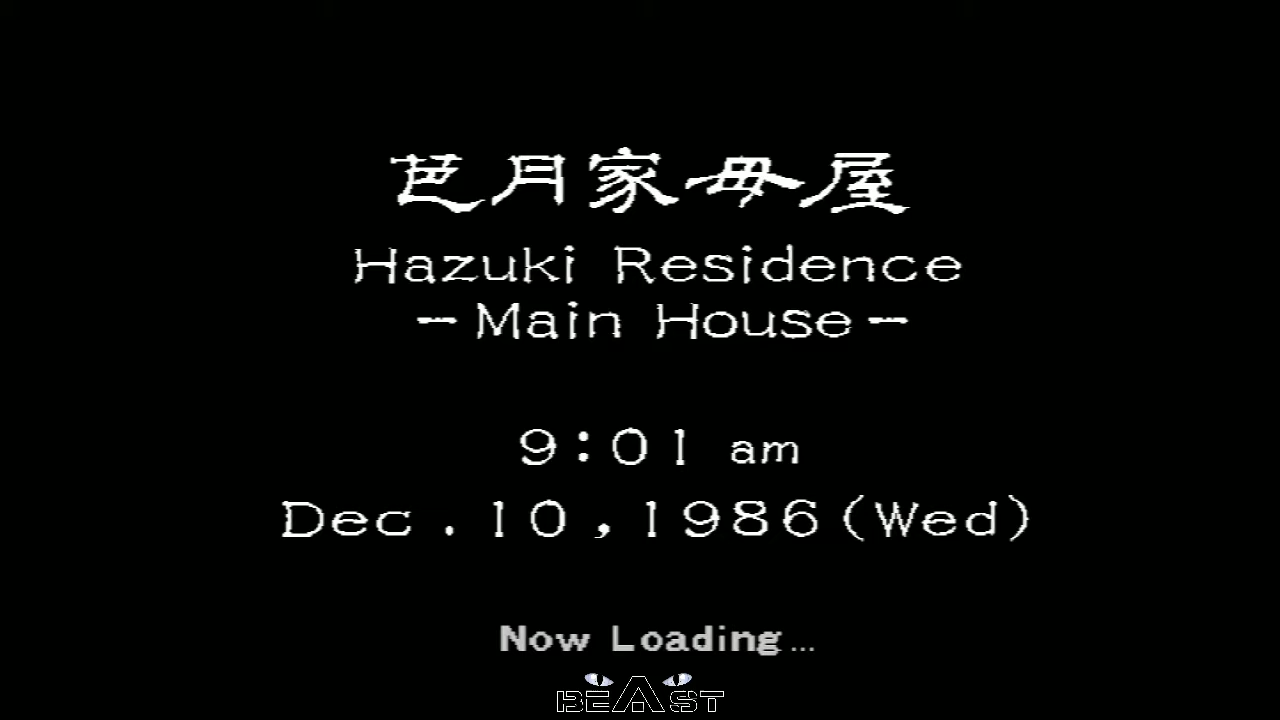 芭月家母屋
Hazuki Residence
-Main House-
9:01 am
Dec.10,1986(Wed)
Now Loading...
BEAST